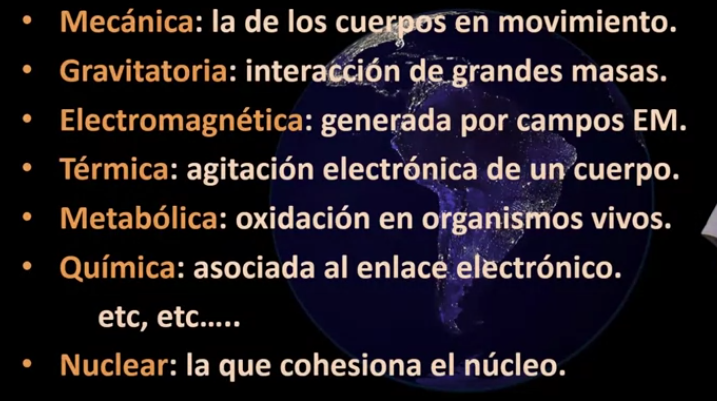 • Mecánica: la de los cuerpos en movimiento.
• Gravitatoria: interacción de grandes masas.
• Electromagnética: generada por campos EM.
• Térmica: agitación electrónica de un cuerpo.
• Metabólica: oxidación en organismos vivos.
• Química: asociada al enlace electrónico.
etc, etc.....
• Nuclear: la que cohesiona el núcleo.